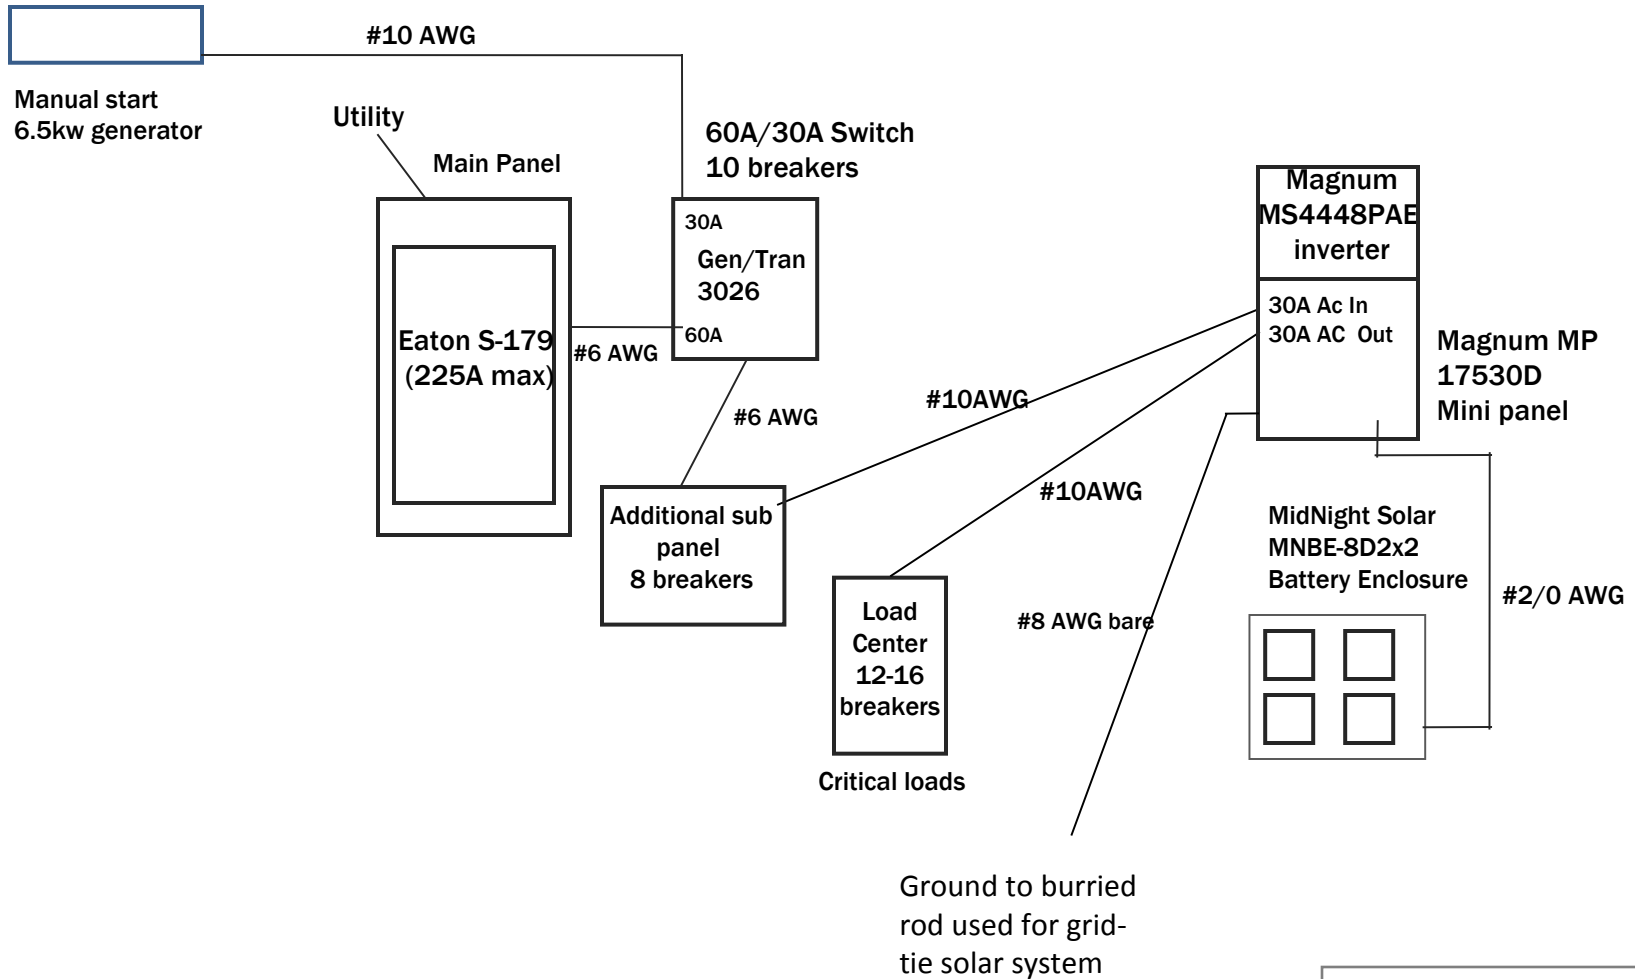 #10 AWG
Manual start
6.5kw generator
Utility
Main Panel
60A/30A Switch
10 breakers
30A
Gen/Tran
3026
60A
Eaton S-179
(225A max)
#6 AWG
#6 AWG
Additional sub
panel
8 breakers
#10AWG
#10AWG
Load
Center
12-16
breakers
Critical loads
#8 AWG bare
Ground to burried
rod used for grid-
tie solar system
Magnum
MS4448PAE
inverter
30A Ac In
30A AC Out
Magnum MP
17530D
Mini panel
MidNight Solar
MNBE-8D2x2
Battery Enclosure
#2/0 AWG